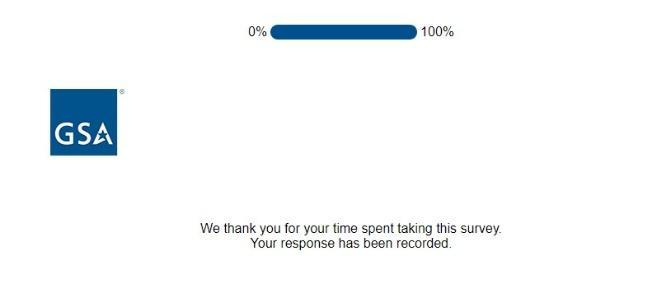 0% 100%
GSA
We thank you for your time spent taking this survey.
Your response has been recorded.